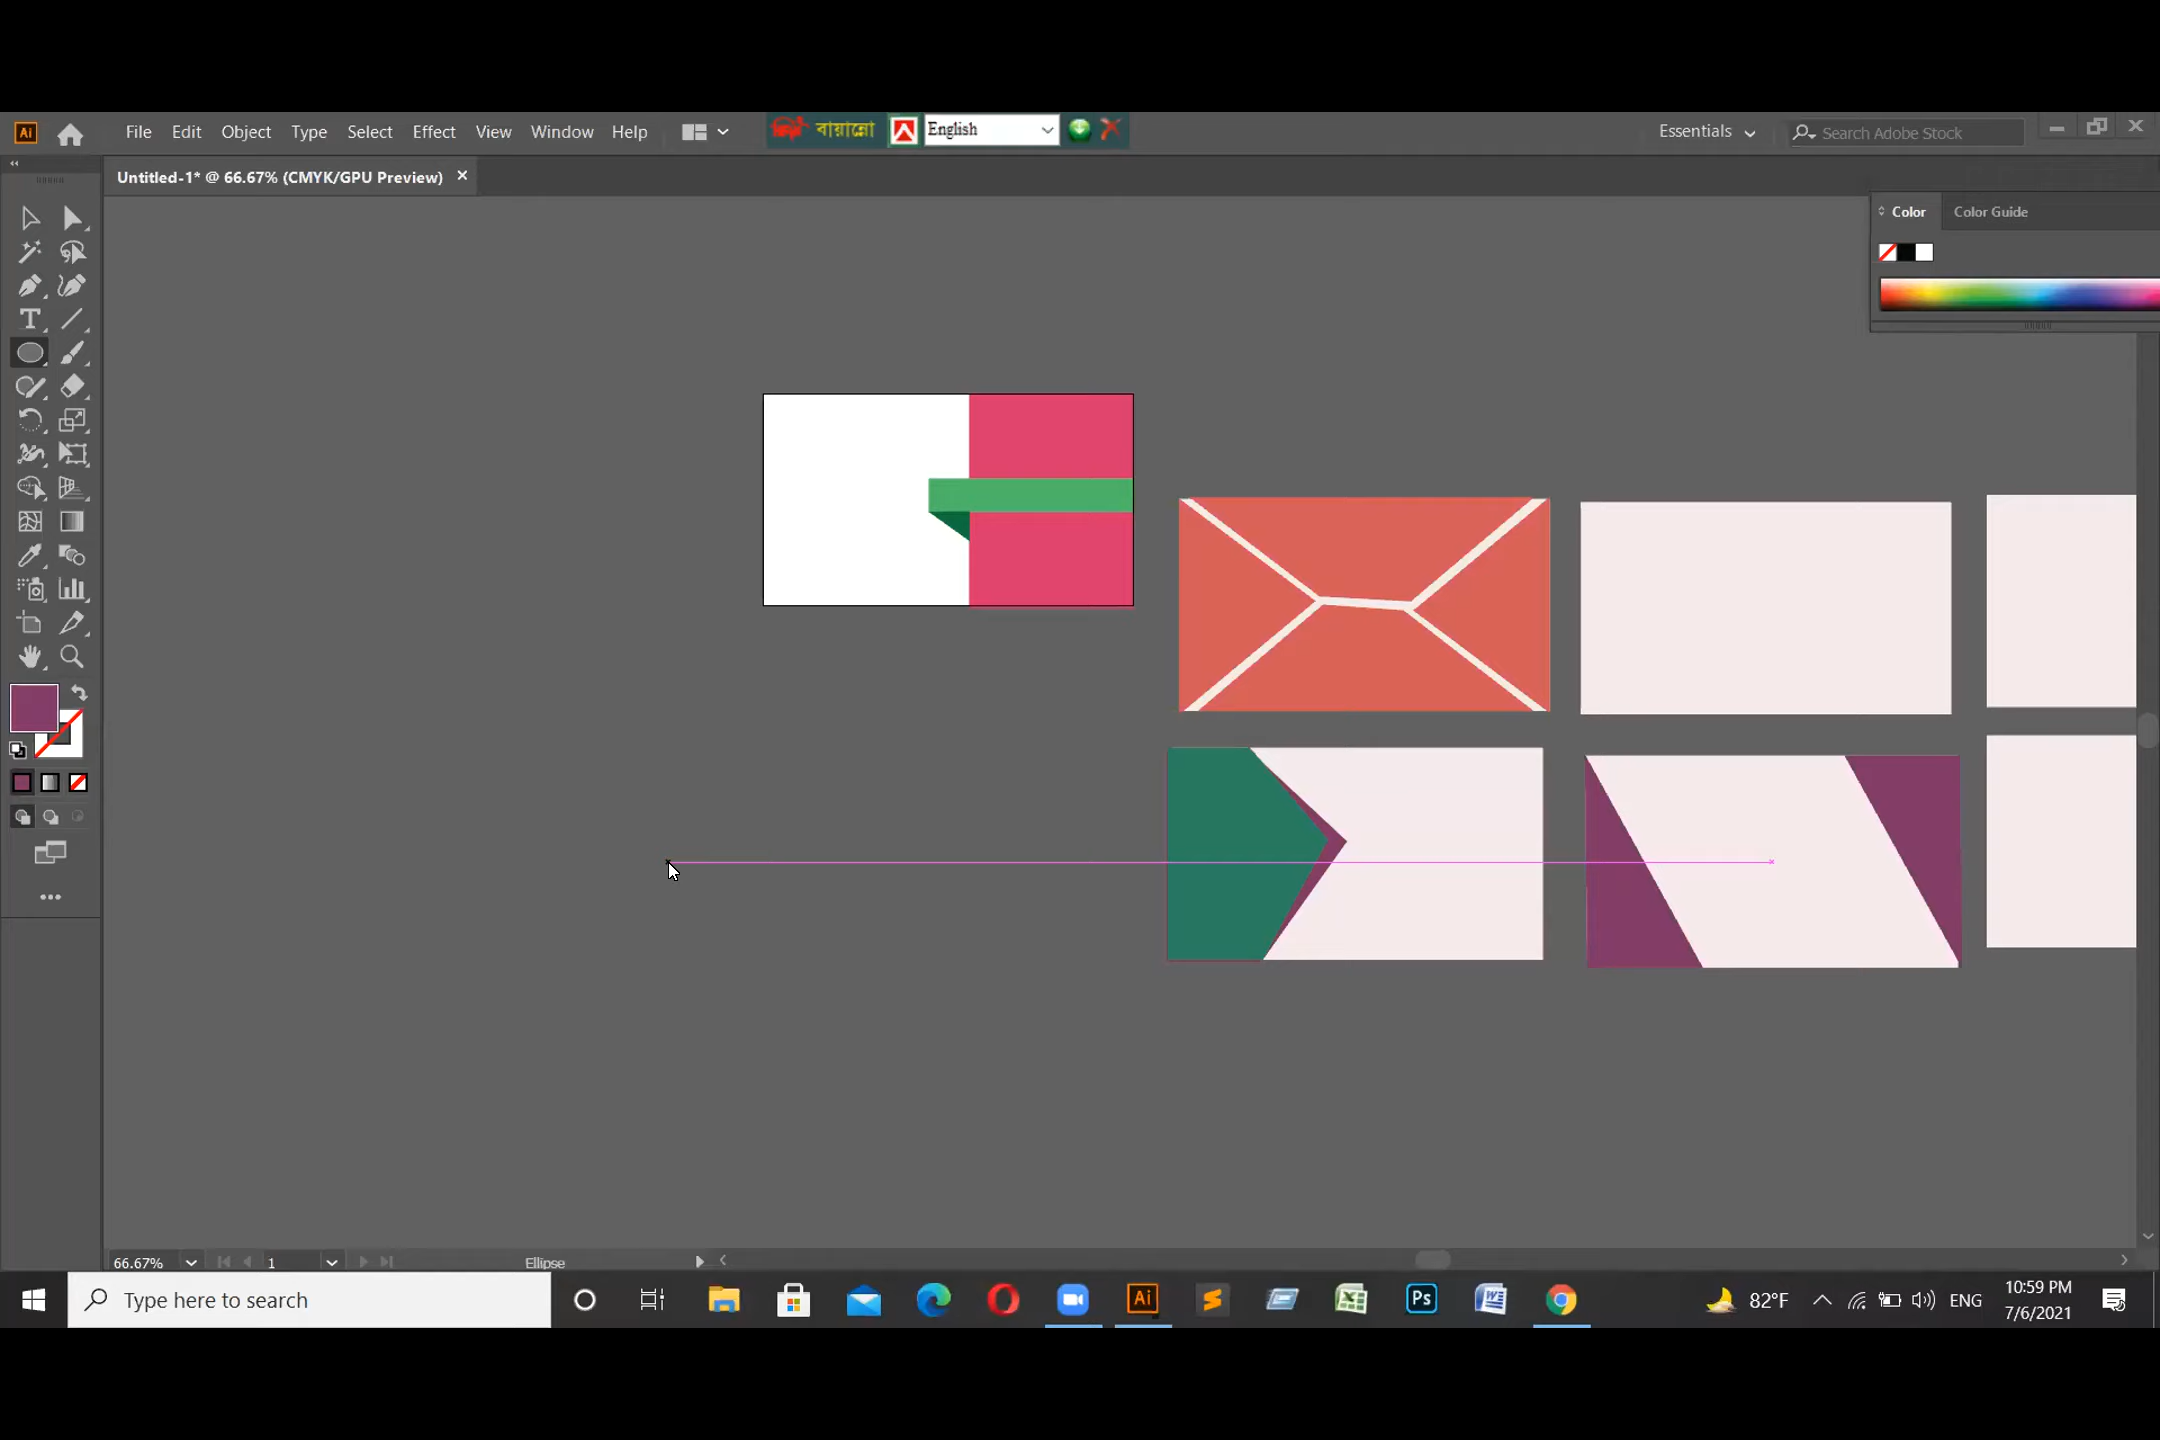 Ai File Edit Object Type Select Effect View Window Help বায়ান্নো English Essentials Search Adobe Stock
Untitled-1* @ 66.67% (CMYK/GPU Preview)
Color Color Guide
66.67% 1 Ellipse
Type here to search Ai Ps 82°F ENG 10:59 PM
7/6/2021